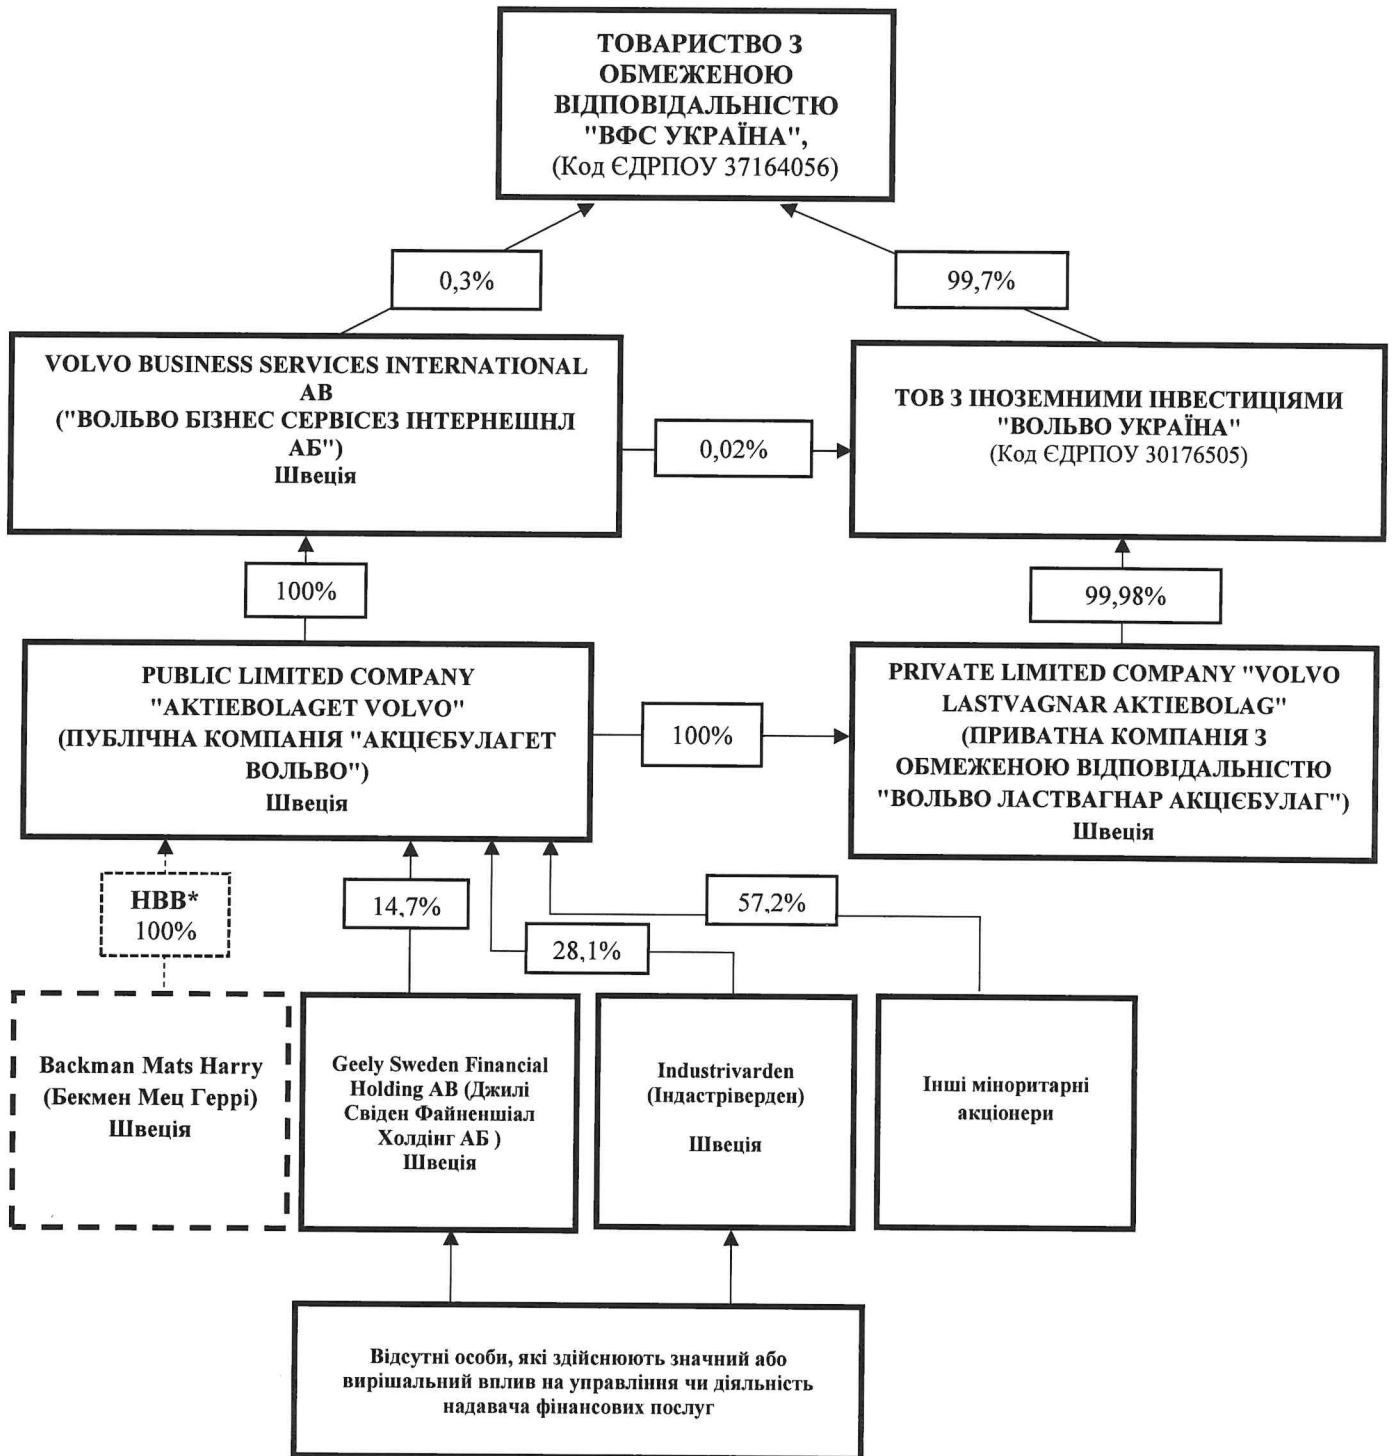 ТОВАРИСТВО З
ОБМЕЖЕНОЮ
ВІДПОВІДАЛЬНІСТЮ
"ВФС УКРАЇНА",
(Код ЄДРПОУ 37164056)
0,3%
99,7%
VOLVO BUSINESS SERVICES INTERNATIONAL
AB
("ВОЛЬВО БІЗНЕС СЕРВІСЕЗ ІНТЕРНЕШНЛ
АБ")
Швеція
0,02%
ТОВ З ІНОЗЕМНИМИ ІНВЕСТИЦІЯМИ
"ВОЛЬВО УКРАЇНА"
(Код ЄДРПОУ 30176505)
100%
99,98%
PUBLIC LIMITED COMPANY
"AKTIEBOLAGET VOLVO"
(ПУБЛІЧНА КОМПАНІЯ "АКЦІЄБУЛАГЕТ
ВОЛЬВО")
Швеція
100%
PRIVATE LIMITED COMPANY "VOLVO
LASTVAGNAR AKTIEBOLAG"
(ПРИВАТНА КОМПАНІЯ З
ОБМЕЖЕНОЮ ВІДПОВІДАЛЬНІСТЮ
"ВОЛЬВО ЛАСТВАГНАР АКЦІЄБУЛАГ")
Швеція
НВВ*
100%
14,7%
28,1%
57,2%
Backman Mats Harry
(Бекмен Мец Геррі)
Швеція
Geely Sweden Financial
Holding AB (Джилі
Свіден Файненшіал
Холдінг АБ )
Швеція
Industrivarden
(Індастріверден)
Швеція
Інші міноритарні
акціонери
Відсутні особи, які здійснюють значний або
вирішальний вплив на управління чи діяльність
надавача фінансових послуг